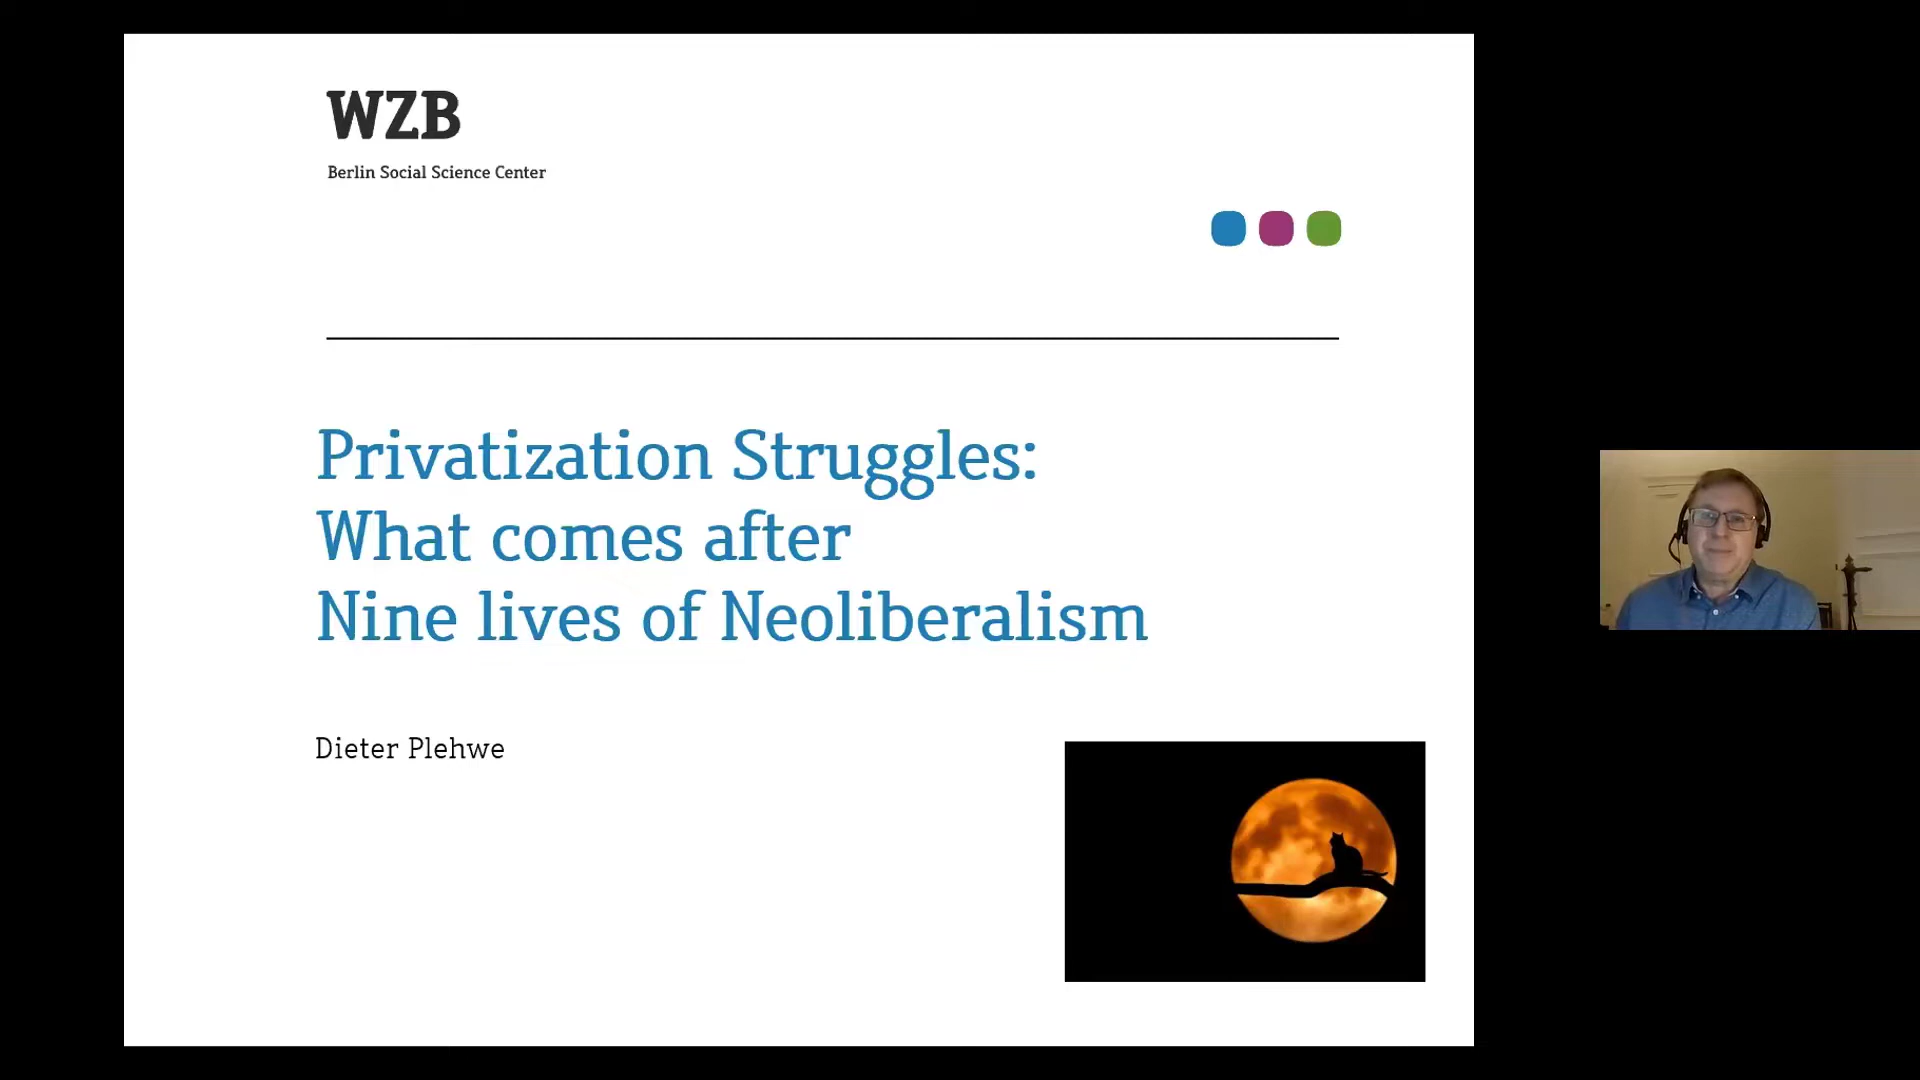 WZB
Berlin Social Science Center
Privatization Struggles:
What comes after
Nine lives of Neoliberalism
Dieter Plehwe